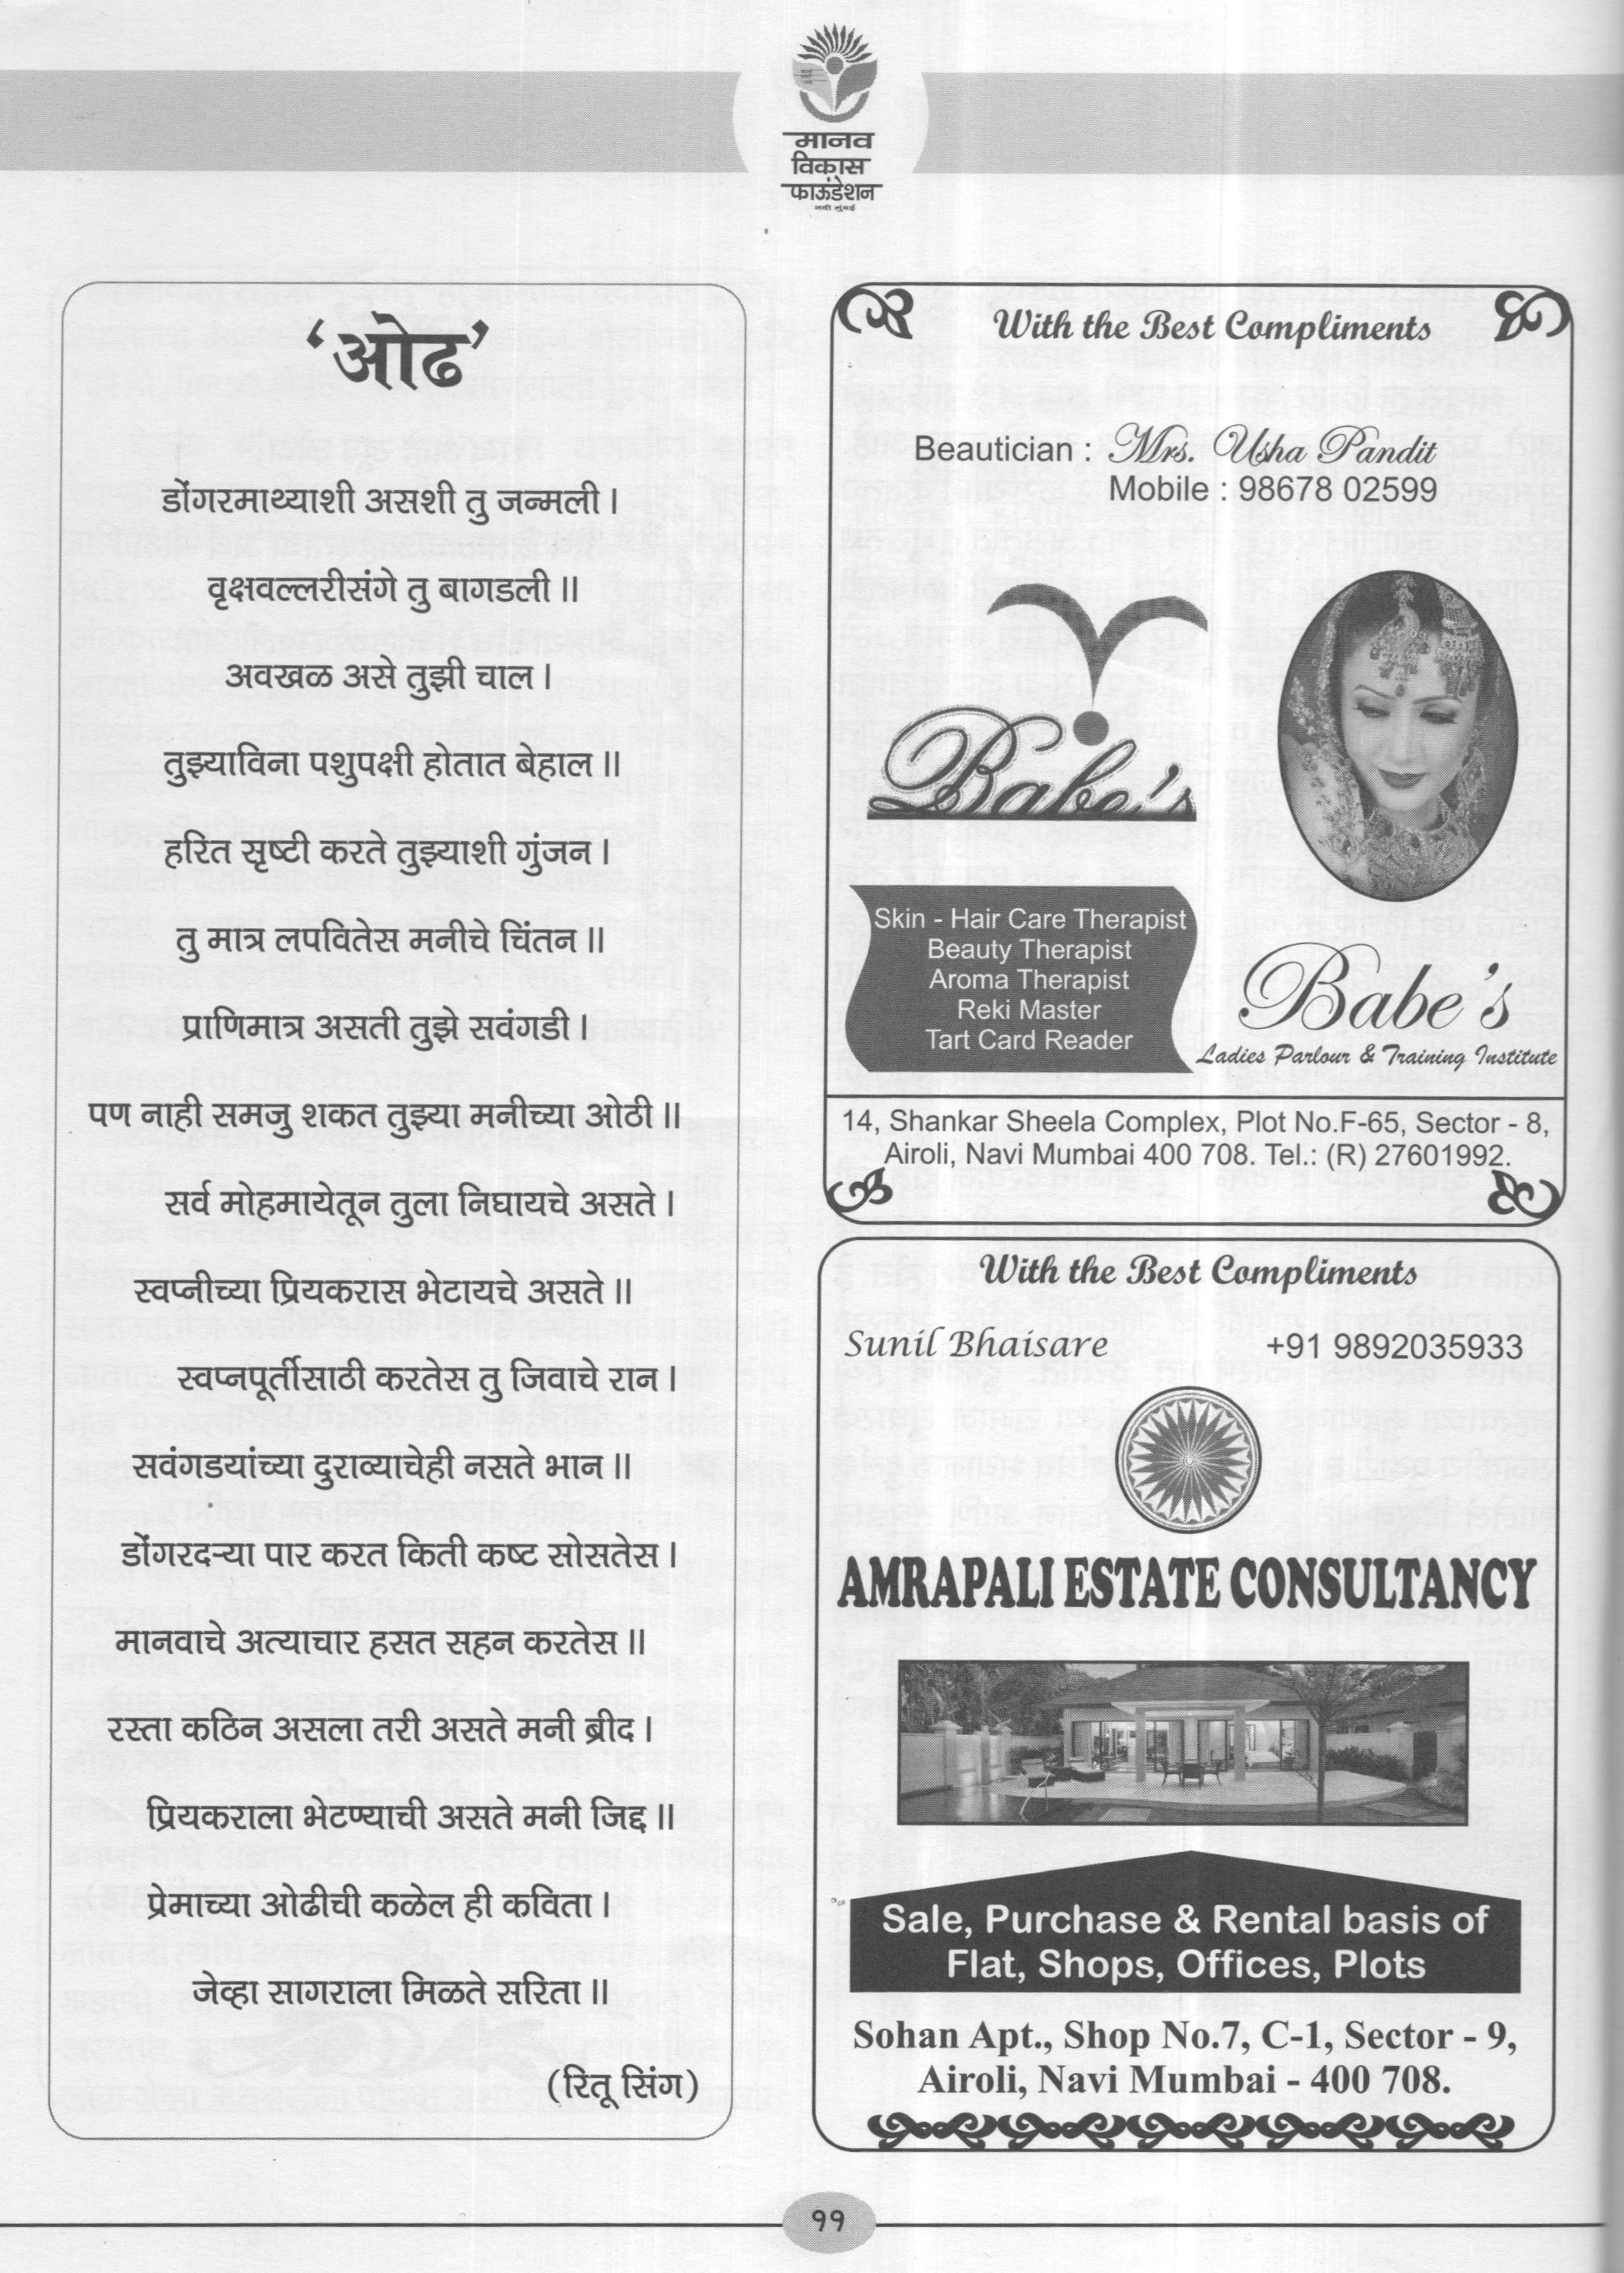 मानव
विकास
फाऊंडेशन
नवी मुंबई
‘ओढ’
डोंगरमाथ्याशी असशी तु जन्मली ।
वृक्षवल्लरीसंगे तु बागडली ॥
अवखळ असे तुझी चाल ।
तुझ्याविना पशुपक्षी होतात बेहाल ॥
हरित सृष्टी करते तुझ्याशी गुंजन ।
तु मात्र लपवितेस मनीचे चिंतन ॥
प्राणिमात्र असती तुझे सवंगडी ।
पण नाही समजु शकत तुझ्या मनीच्या ओठी ॥
सर्व मोहमायेतून तुला निघायचे असते ।
स्वप्नीच्या प्रियकरास भेटायचे असते ॥
स्वप्नपूर्तीसाठी करतेस तु जिवाचे रान ।
सवंगडयांच्या दुराव्याचेही नसते भान ॥
डोंगरदऱ्या पार करत किती कष्ट सोसतेस ।
मानवाचे अत्याचार हसत सहन करतेस ॥
रस्ता कठिन असला तरी असते मनी ब्रीद ।
प्रियकराला भेटण्याची असते मनी जिद्द ॥
प्रेमाच्या ओढीची कळेल ही कविता ।
जेव्हा सागराला मिळते सरिता ॥
(रितू सिंग)
With the Best Compliments
Beautician : Mrs. Usha Pandit
Mobile : 98678 02599
Babe's
Skin - Hair Care Therapist
Beauty Therapist
Aroma Therapist
Reki Master
Tart Card Reader
Babe's
Ladies Parlour & Training Institute
14, Shankar Sheela Complex, Plot No.F-65, Sector - 8,
Airoli, Navi Mumbai 400 708. Tel.: (R) 27601992.
With the Best Compliments
Sunil Bhaisare +91 9892035933
AMRAPALI ESTATE CONSULTANCY
Sale, Purchase & Rental basis of
Flat, Shops, Offices, Plots
Sohan Apt., Shop No.7, C-1, Sector - 9,
Airoli, Navi Mumbai - 400 708.
११